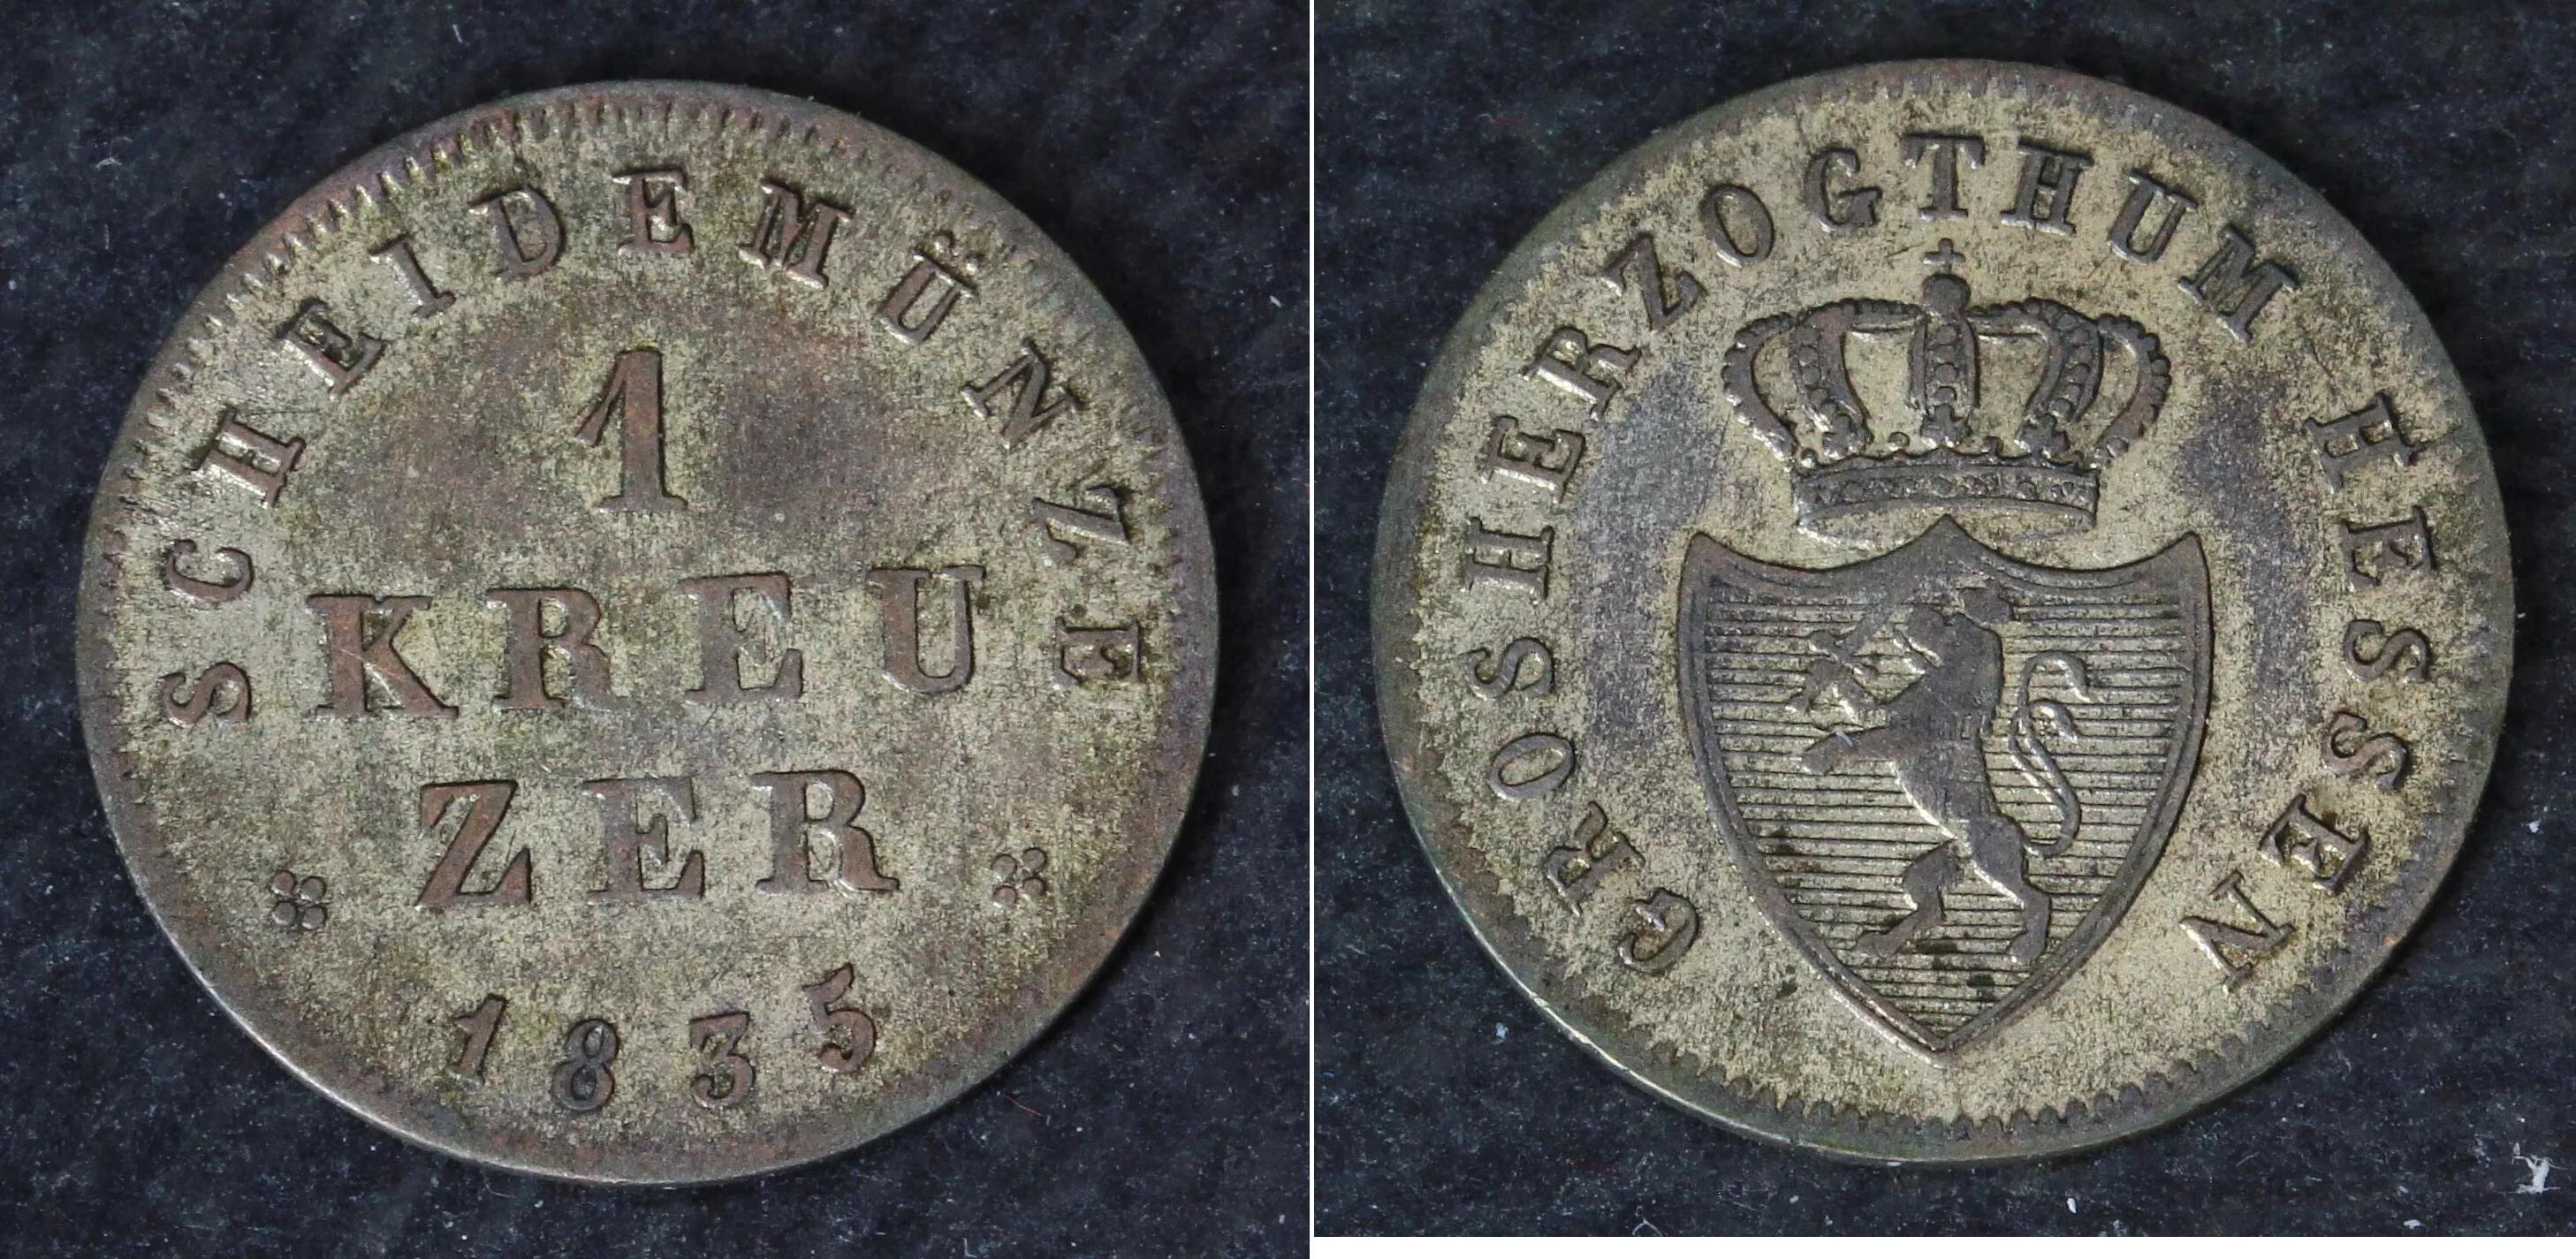 SCHEIDEMÜNZE
1
KREU
ZER
1835
GROSHERZOGTHUM HESSEN